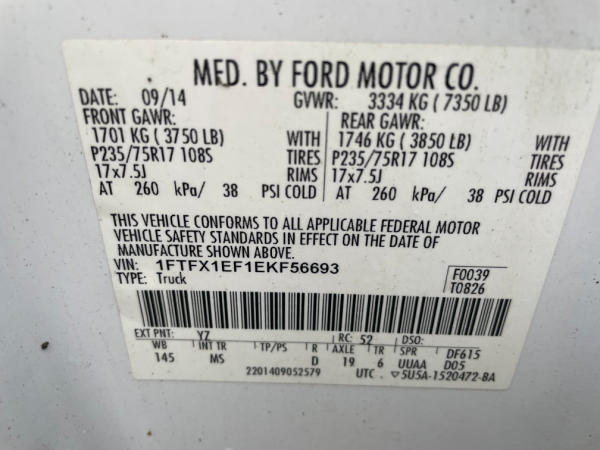 MFD. BY FORD MOTOR CO.
DATE: 09/14 GVWR: 3334 KG (7350 LB)
FRONT GAWR: REAR GAWR:
1701 KG (3750 LB) WITH 1746 KG (3850 LB) WITH
P235/75R17 108S TIRES P235/75R17 108S TIRES
17x7.5J RIMS 17x7.5J RIMS
AT 260 kPa/ 38 PSI COLD AT 260 kPa/ 38 PSI COLD
THIS VEHICLE CONFORMS TO ALL APPLICABLE FEDERAL MOTOR
VEHICLE SAFETY STANDARDS IN EFFECT ON THE DATE OF
MANUFACTURE SHOWN ABOVE.
VIN: 1FTFX1EF1EKF56693 F0039
TYPE: Truck T0826
EXT PNT: YZ RC: 52 DSO:
WB INT TR TP/PS R AXLE TR SPR DF615
145 MS D 19 6 UUAA D05
2201409052579 UTC ▽5U5A-1520472-BA